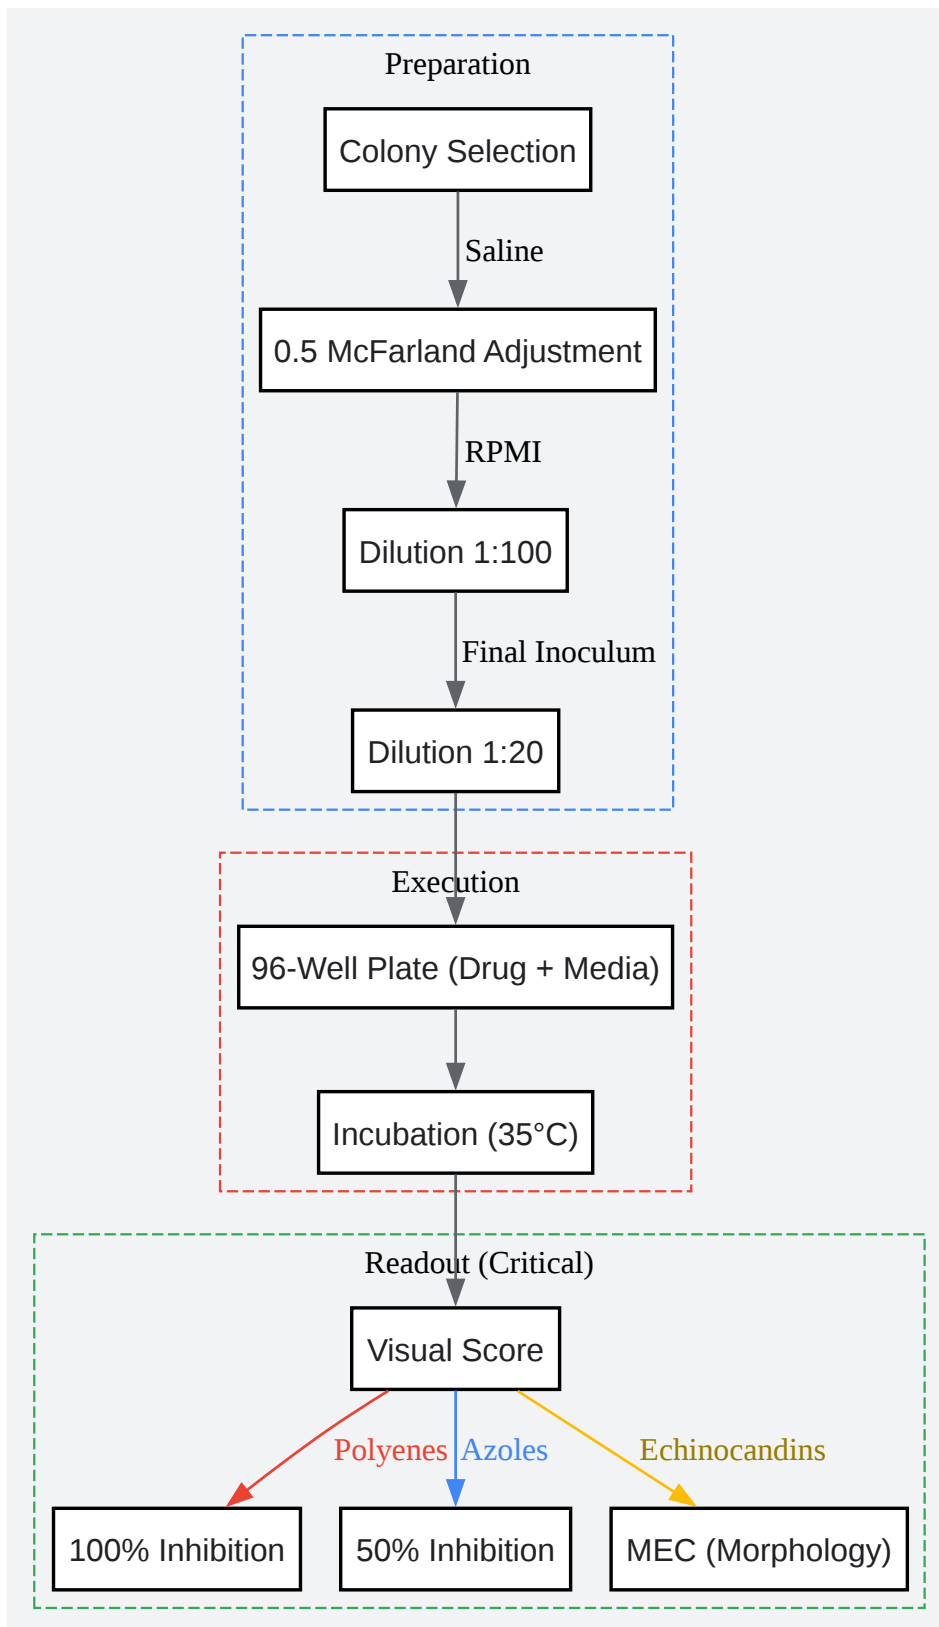 Preparation
Colony Selection
Saline
0.5 McFarland Adjustment
RPMI
Dilution 1:100
Final Inoculum
Dilution 1:20
Execution
96-Well Plate (Drug + Media)
Incubation (35°C)
Readout (Critical)
Visual Score
Polyenes
Azoles
Echinocandins
100% Inhibition
50% Inhibition
MEC (Morphology)